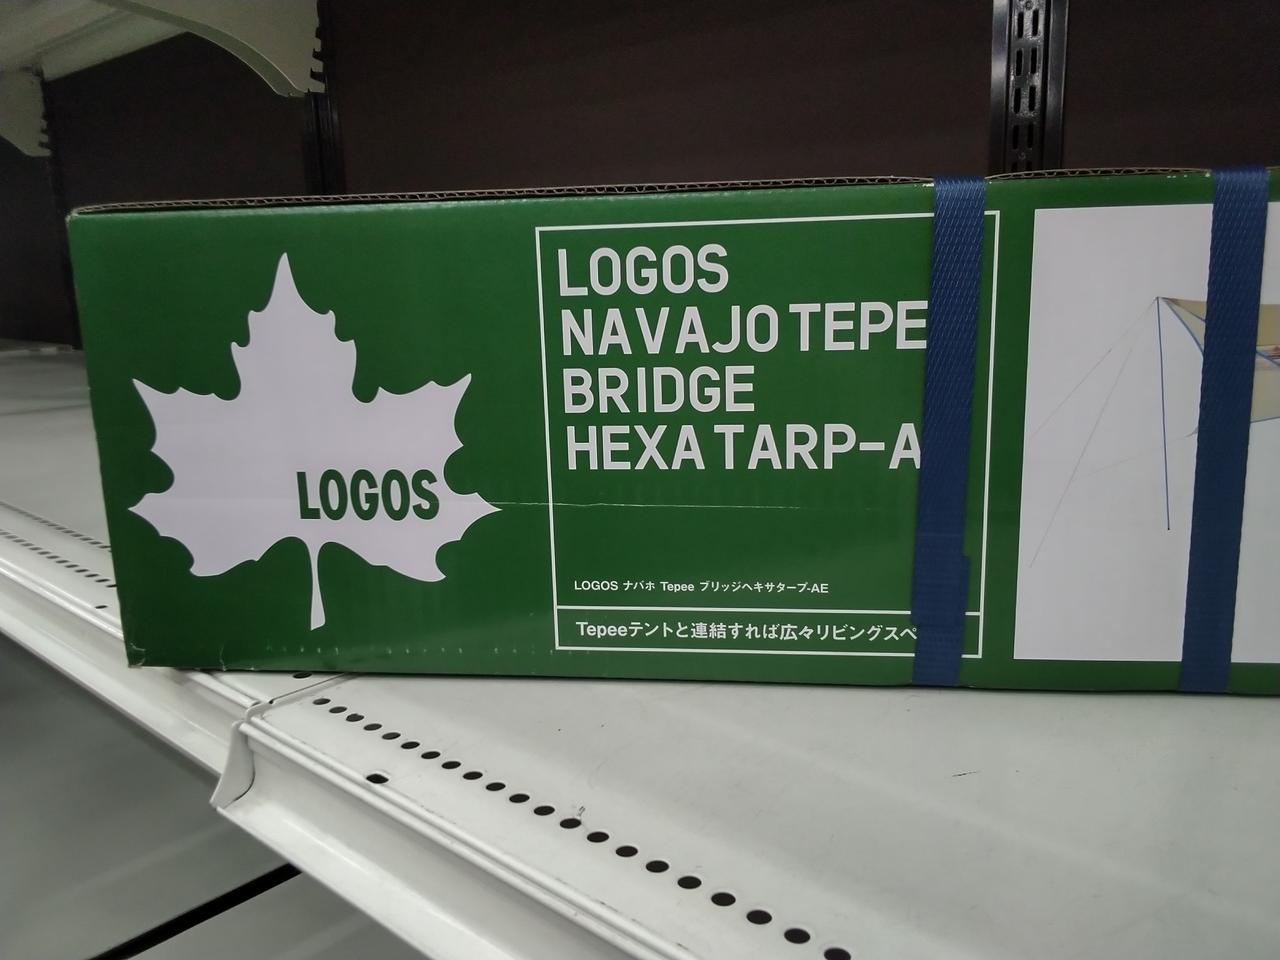 LOGOS
LOGOS
NAVAJO TEPE
BRIDGE
HEXA TARP-A
LOGOS ナバホ Tepee ブリッジヘキサタープ-AE
Tepeeテントと連結すれば広々リビングスペ